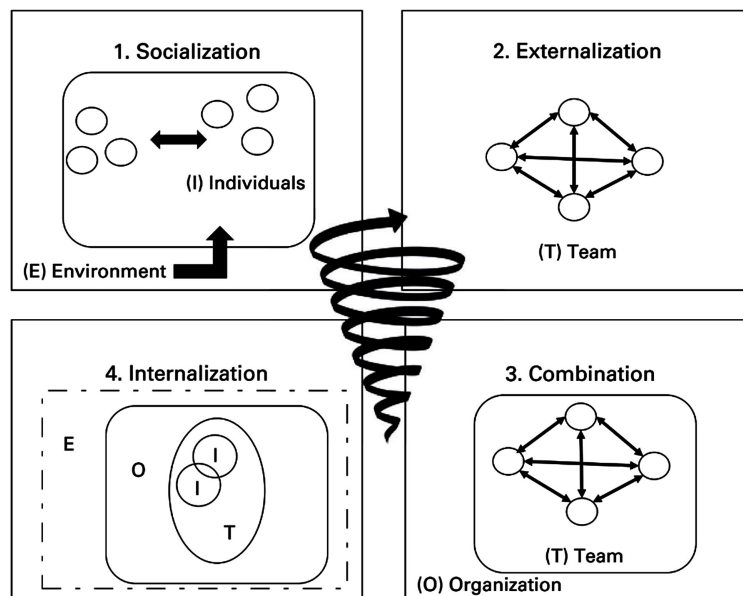 1. Socialization
(I) Individuals
(E) Environment
2. Externalization
(T) Team
4. Internalization
E
O
I
I
T
3. Combination
(T) Team
(O) Organization